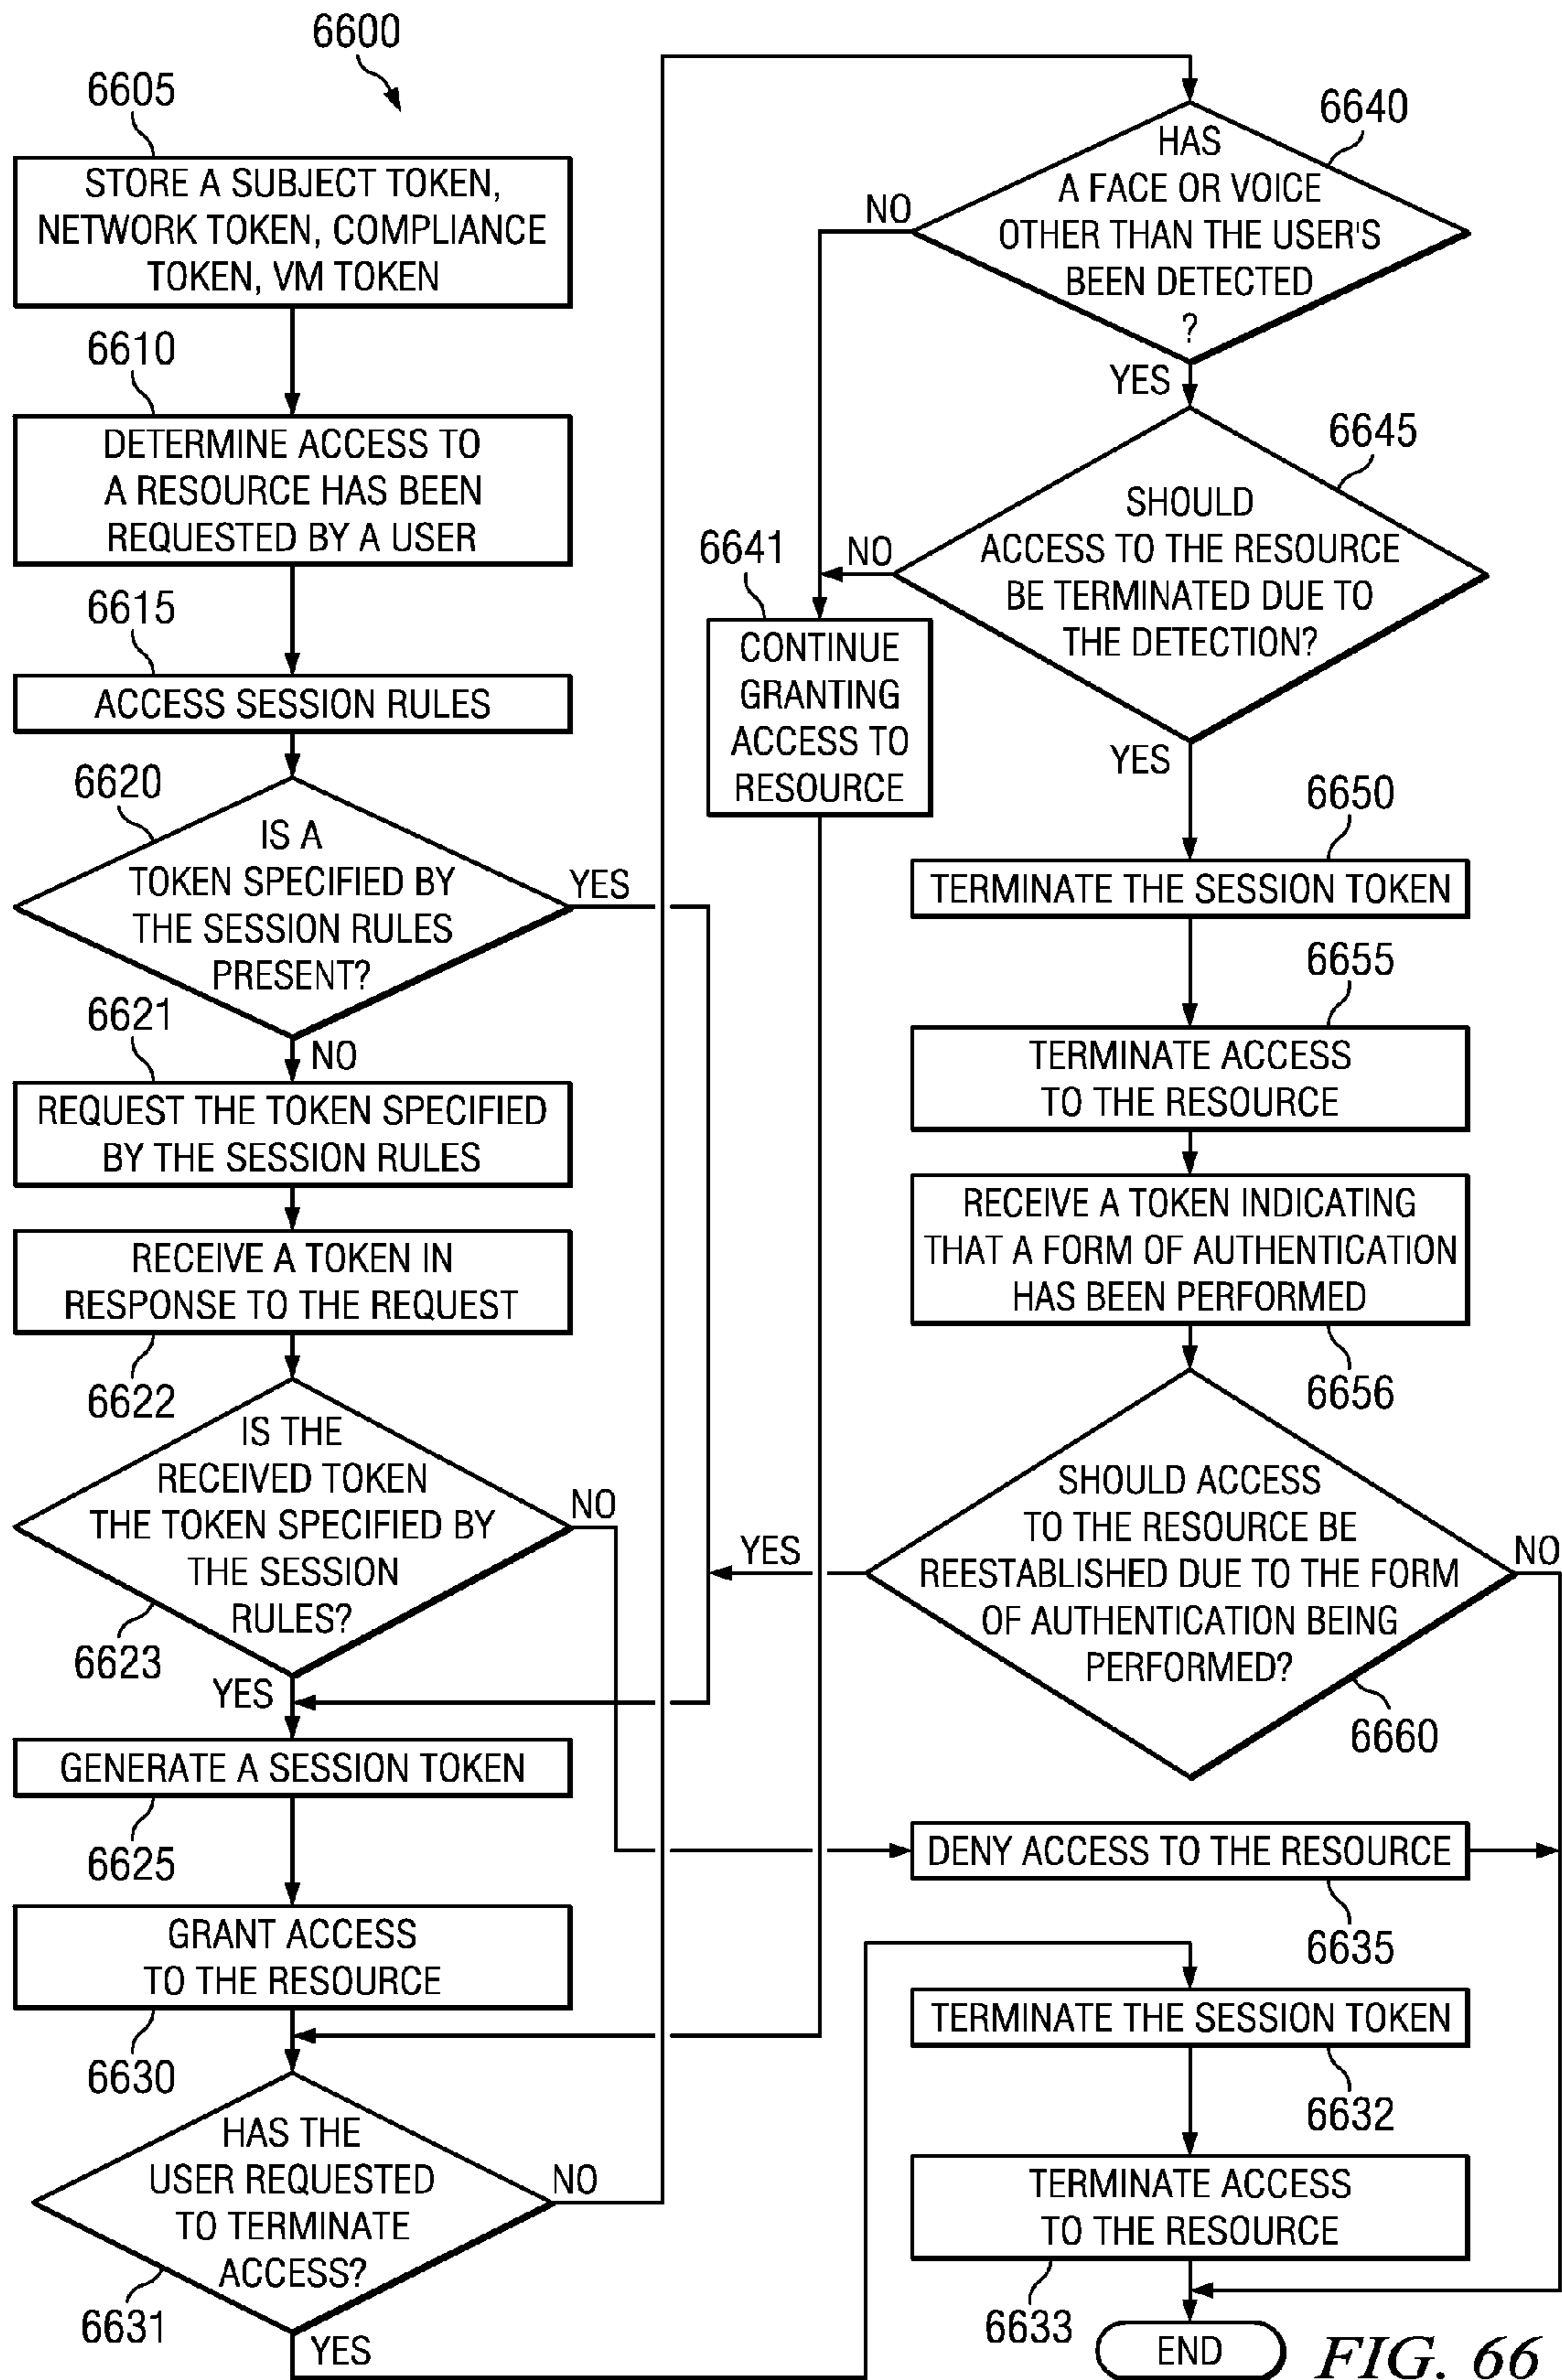 6600
6605
STORE A SUBJECT TOKEN,
NETWORK TOKEN, COMPLIANCE
TOKEN, VM TOKEN
6610
DETERMINE ACCESS TO
A RESOURCE HAS BEEN
REQUESTED BY A USER
6615
ACCESS SESSION RULES
6620
IS A
TOKEN SPECIFIED BY
THE SESSION RULES
PRESENT?
YES
NO
6621
REQUEST THE TOKEN SPECIFIED
BY THE SESSION RULES
RECEIVE A TOKEN IN
RESPONSE TO THE REQUEST
6622
IS THE
RECEIVED TOKEN
THE TOKEN SPECIFIED BY
THE SESSION
RULES?
NO
6623
YES
GENERATE A SESSION TOKEN
6625
GRANT ACCESS
TO THE RESOURCE
6630
HAS THE
USER REQUESTED
TO TERMINATE
ACCESS?
NO
6631
YES
6640
HAS
A FACE OR VOICE
OTHER THAN THE USER'S
BEEN DETECTED
?
NO
YES
6645
SHOULD
ACCESS TO THE RESOURCE
BE TERMINATED DUE TO
THE DETECTION?
NO
YES
6641
CONTINUE
GRANTING
ACCESS TO
RESOURCE
6650
TERMINATE THE SESSION TOKEN
6655
TERMINATE ACCESS
TO THE RESOURCE
RECEIVE A TOKEN INDICATING
THAT A FORM OF AUTHENTICATION
HAS BEEN PERFORMED
6656
SHOULD ACCESS
TO THE RESOURCE BE
REESTABLISHED DUE TO THE FORM
OF AUTHENTICATION BEING
PERFORMED?
YES
NO
6660
DENY ACCESS TO THE RESOURCE
6635
TERMINATE THE SESSION TOKEN
6632
TERMINATE ACCESS
TO THE RESOURCE
6633
END
FIG. 66